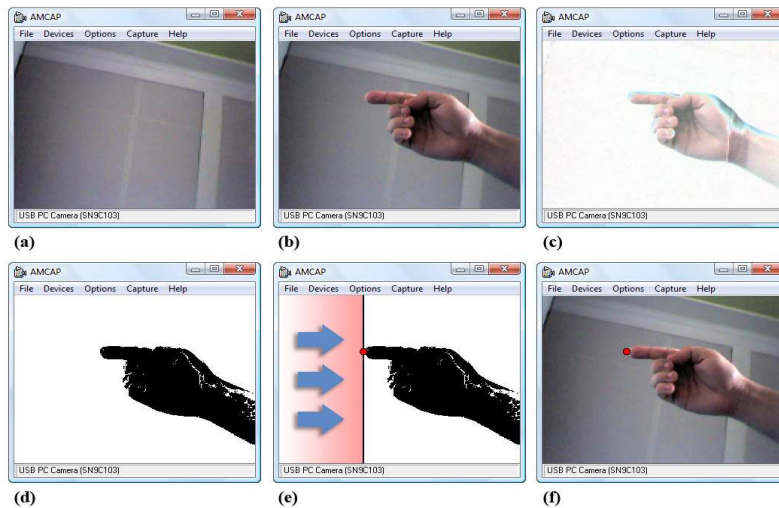 AMCAP
File Devices Options Capture Help
USB PC Camera (SN9C103)
(a)
AMCAP
File Devices Options Capture Help
USB PC Camera (SN9C103)
(b)
AMCAP
File Devices Options Capture Help
USB PC Camera (SN9C103)
(c)
AMCAP
File Devices Options Capture Help
USB PC Camera (SN9C103)
(d)
AMCAP
File Devices Options Capture Help
USB PC Camera (SN9C103)
(e)
AMCAP
File Devices Options Capture Help
USB PC Camera (SN9C103)
(f)